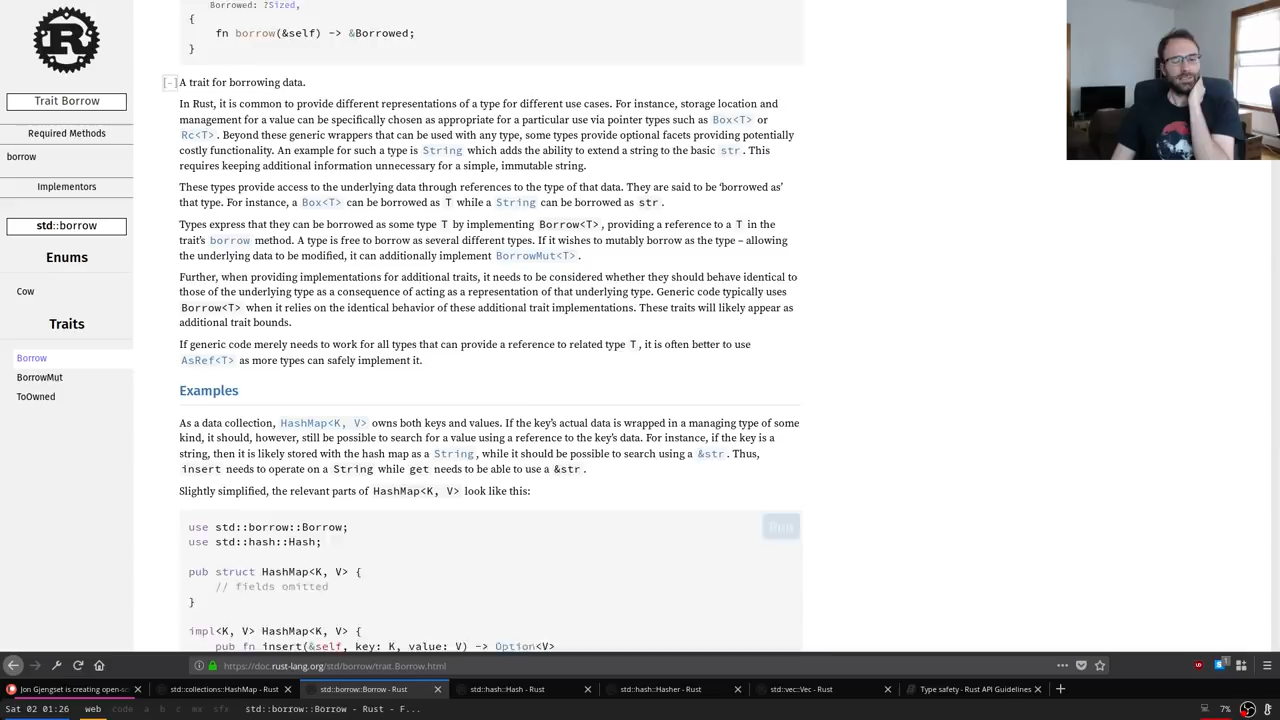 Borrowed: ?Sized,
{
fn borrow(&self) -> &Borrowed;
}
Trait Borrow
Required Methods
borrow
Implementors
std::borrow
Enums
Cow
Traits
Borrow
BorrowMut
ToOwned
[-] A trait for borrowing data.
In Rust, it is common to provide different representations of a type for different use cases. For instance, storage location and
management for a value can be specifically chosen as appropriate for a particular use via pointer types such as Box<T> or
Rc<T>. Beyond these generic wrappers that can be used with any type, some types provide optional facets providing potentially
costly functionality. An example for such a type is String which adds the ability to extend a string to the basic str. This
requires keeping additional information unnecessary for a simple, immutable string.
These types provide access to the underlying data through references to the type of that data. They are said to be ‘borrowed as’
that type. For instance, a Box<T> can be borrowed as T while a String can be borrowed as str.
Types express that they can be borrowed as some type T by implementing Borrow<T>, providing a reference to a T in the
trait’s borrow method. A type is free to borrow as several different types. If it wishes to mutably borrow as the type – allowing
the underlying data to be modified, it can additionally implement BorrowMut<T>.
Further, when providing implementations for additional traits, it needs to be considered whether they should behave identical to
those of the underlying type as a consequence of acting as a representation of that underlying type. Generic code typically uses
Borrow<T> when it relies on the identical behavior of these additional trait implementations. These traits will likely appear as
additional trait bounds.
If generic code merely needs to work for all types that can provide a reference to related type T, it is often better to use
AsRef<T> as more types can safely implement it.
Examples
As a data collection, HashMap<K, V> owns both keys and values. If the key’s actual data is wrapped in a managing type of some
kind, it should, however, still be possible to search for a value using a reference to the key’s data. For instance, if the key is a
string, then it is likely stored with the hash map as a String, while it should be possible to search using a &str. Thus,
insert needs to operate on a String while get needs to be able to use a &str.
Slightly simplified, the relevant parts of HashMap<K, V> look like this:
Run
use std::borrow::Borrow;
use std::hash::Hash;
pub struct HashMap<K, V> {
// fields omitted
}
impl<K, V> HashMap<K, V> {
pub fn insert(&self, key: K, value: V) -> Option<V>
https://doc.rust-lang.org/std/borrow/trait.Borrow.html
Jon Gjengset is creating open-so
std::collections::HashMap - Rust
std::borrow::Borrow - Rust
std::hash::Hash - Rust
std::hash::Hasher - Rust
std::vec::Vec - Rust
Type safety - Rust API Guidelines
Sat 02 01:26 web code a b c mx sfx std::borrow::Borrow - Rust - F... 7%